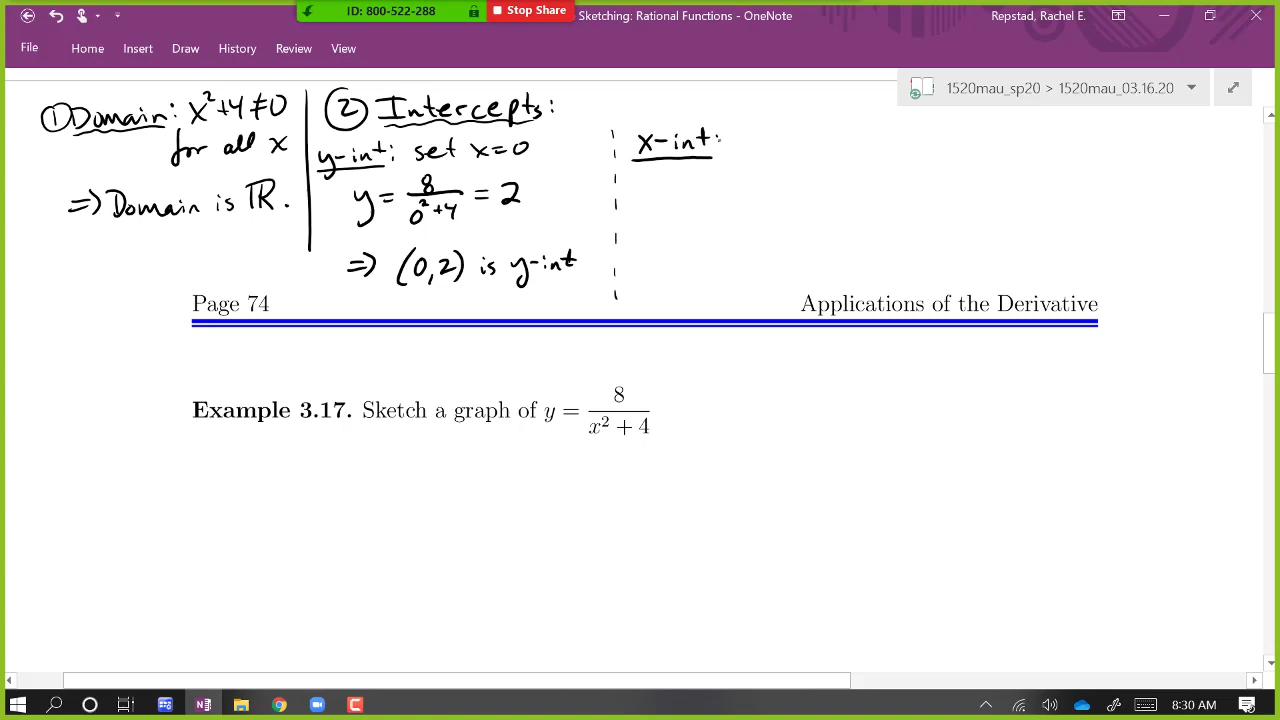 ID: 800-522-288
Stop Share
Sketching: Rational Functions - OneNote
Repstad, Rachel E.
File Home Insert Draw History Review View
1520mau_sp20 > 1520mau_03.16.20
① Domain: x²+4≠0
for all x
⇒ Domain is ℝ.
② Intercepts:
y-int: set x=0
y = 8/(0²+4) = 2
⇒ (0,2) is y-int
x-int:
Page 74 Applications of the Derivative
Example 3.17. Sketch a graph of y = 8/(x² + 4)
8:30 AM